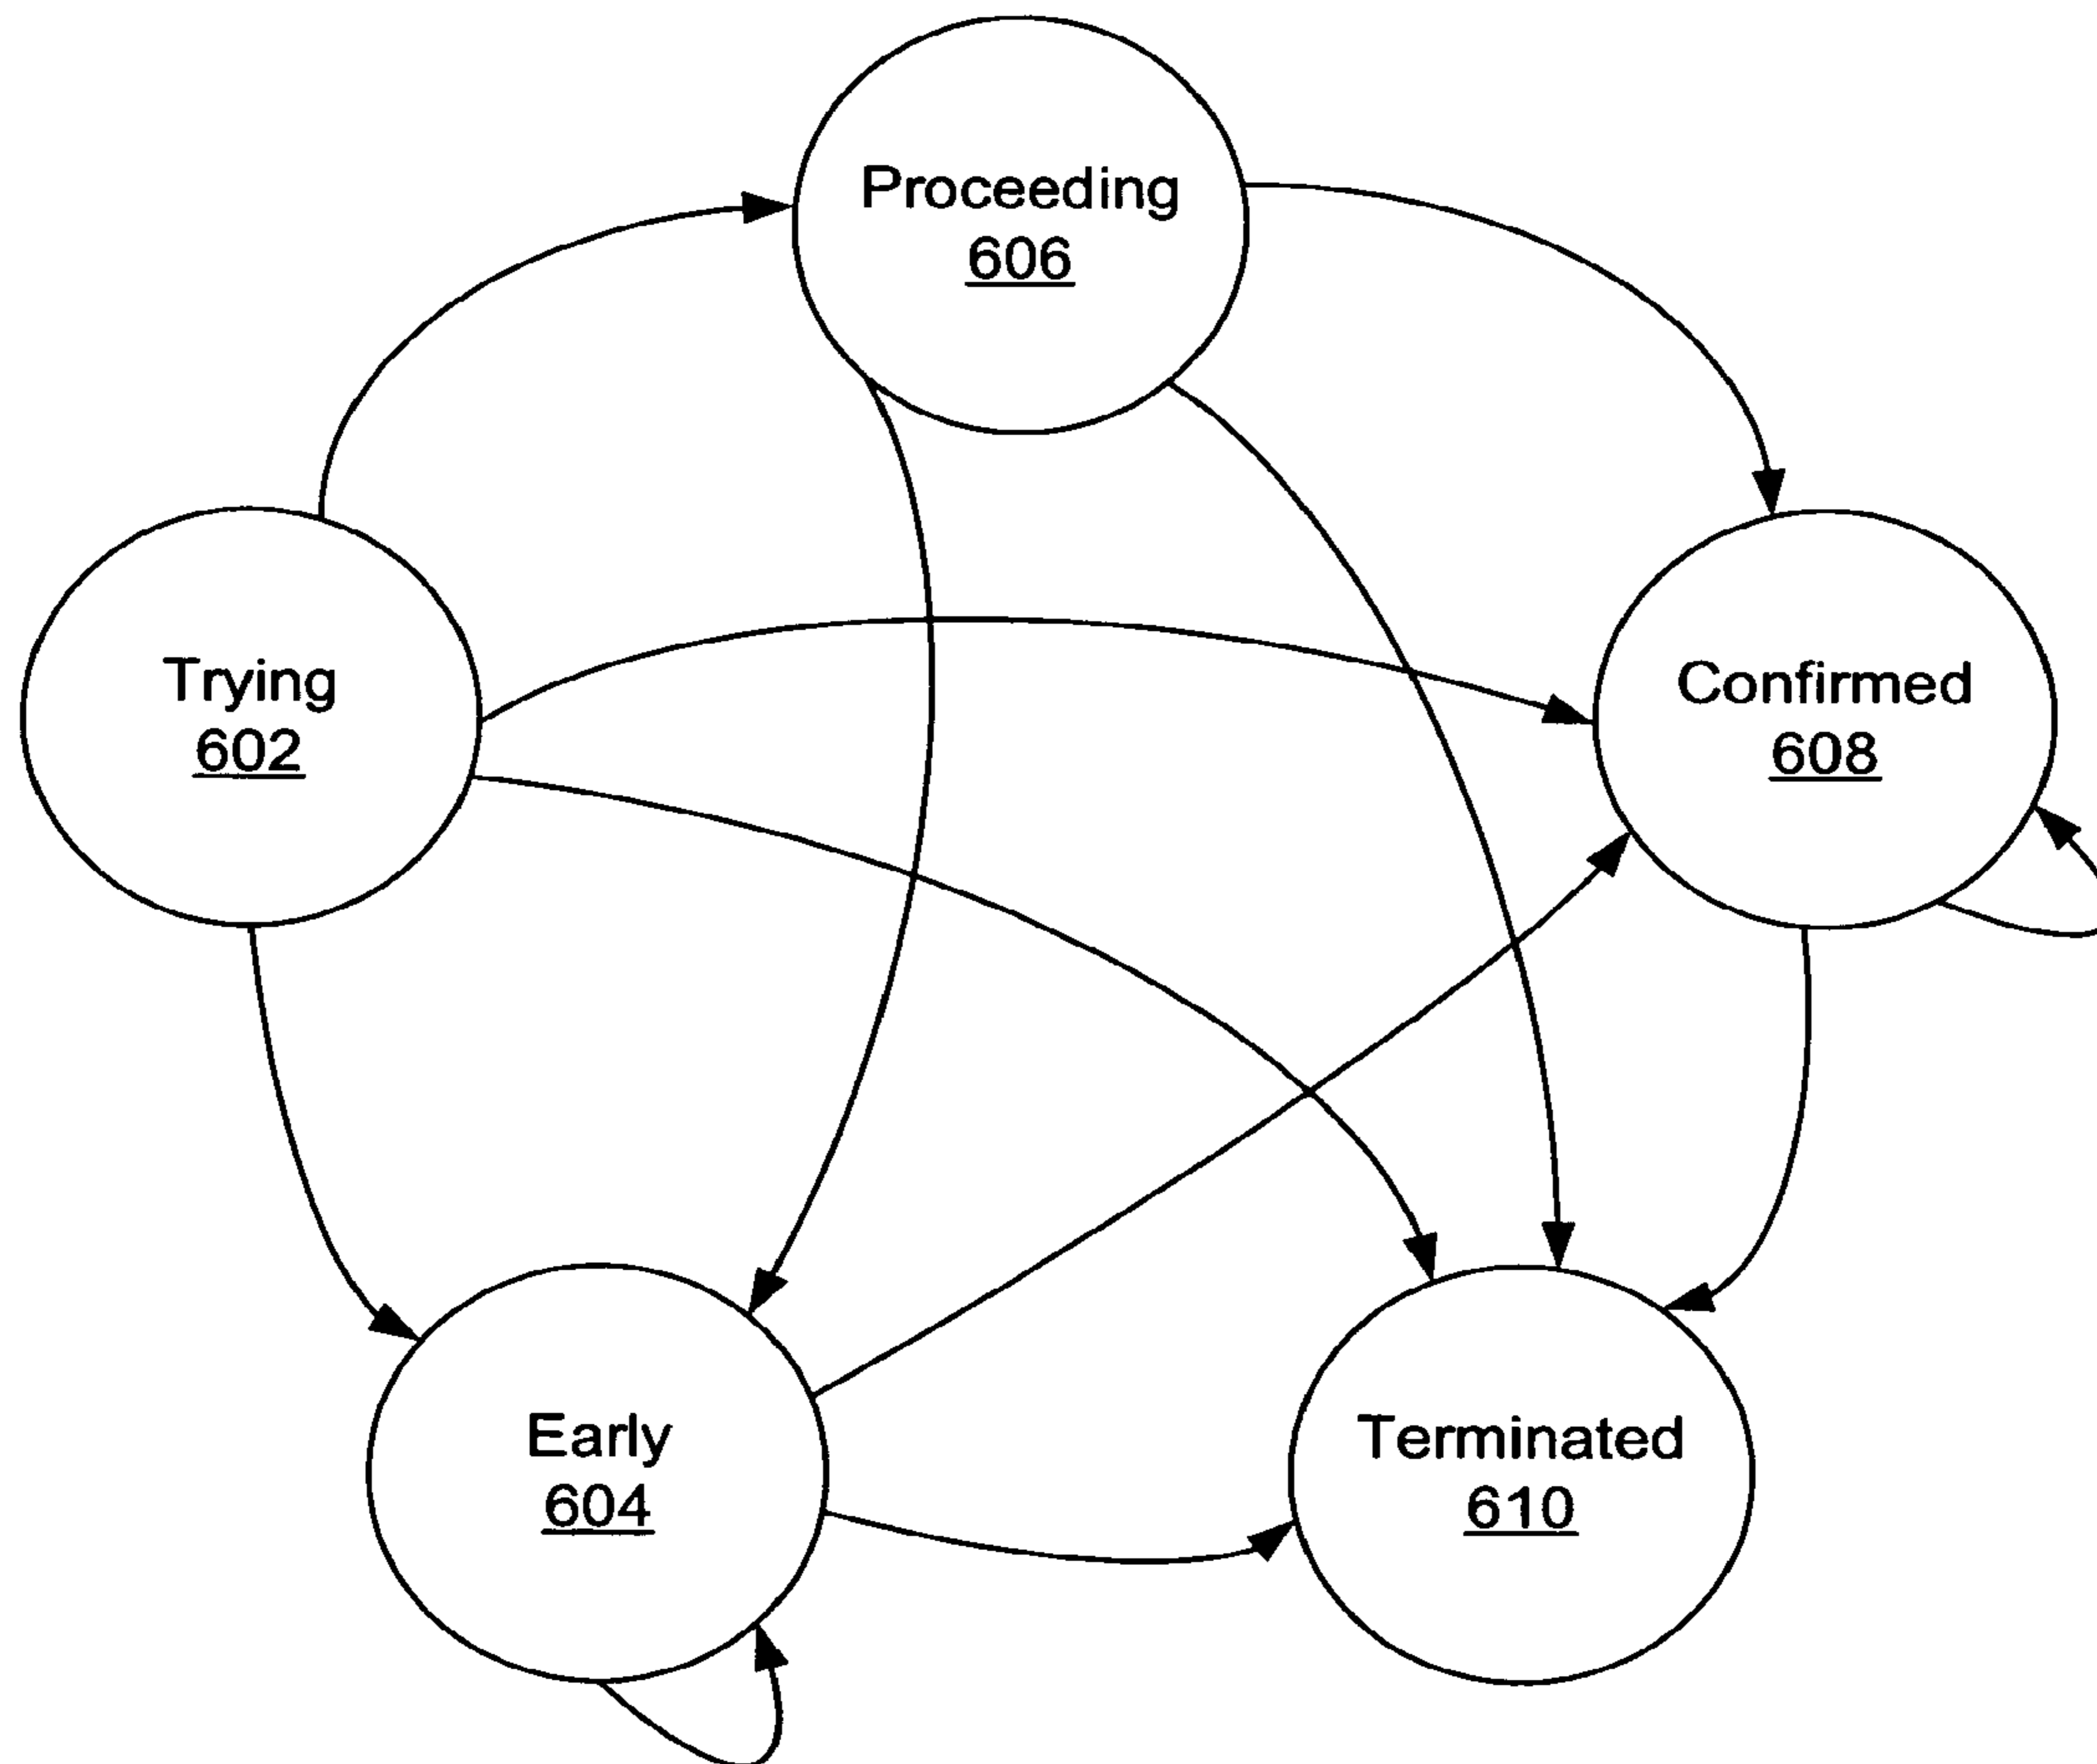 Proceeding
606
Trying
602
Confirmed
608
Early
604
Terminated
610